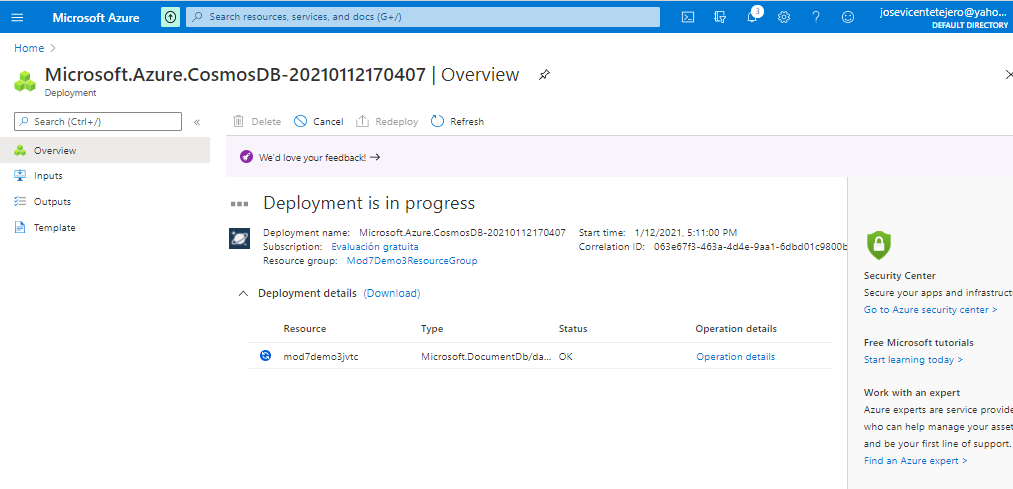 Microsoft Azure
Search resources, services, and docs (G+/)
3
josevicentetejero@yaho...
DEFAULT DIRECTORY
Home >
Microsoft.Azure.CosmosDB-20210112170407 | Overview
Deployment
Search (Ctrl+/)
«
Delete
Cancel
Redeploy
Refresh
Overview
Inputs
Outputs
Template
We'd love your feedback! →
Deployment is in progress
Deployment name: Microsoft.Azure.CosmosDB-20210112170407
Subscription: Evaluación gratuita
Resource group: Mod7Demo3ResourceGroup
Start time: 1/12/2021, 5:11:00 PM
Correlation ID: 063e67f3-463a-4d4e-9aa1-6dbd01c9800b
Deployment details (Download)
Resource Type Status Operation details
mod7demo3jvtc Microsoft.DocumentDb/da... OK Operation details
Security Center
Secure your apps and infrastruct
Go to Azure security center >
Free Microsoft tutorials
Start learning today >
Work with an expert
Azure experts are service provide
who can help manage your asset
and be your first line of support.
Find an Azure expert >